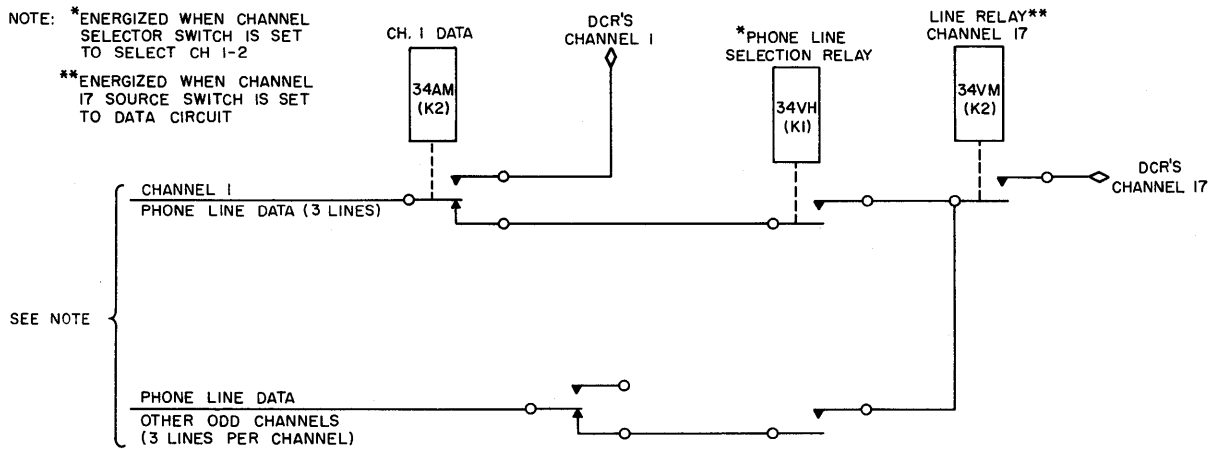 NOTE: *ENERGIZED WHEN CHANNEL
SELECTOR SWITCH IS SET
TO SELECT CH 1-2
**ENERGIZED WHEN CHANNEL
17 SOURCE SWITCH IS SET
TO DATA CIRCUIT
CH. 1 DATA
34AM
(K2)
DCR'S
CHANNEL 1
*PHONE LINE
SELECTION RELAY
34VH
(K1)
LINE RELAY**
CHANNEL 17
34VM
(K2)
DCR'S
CHANNEL 17
CHANNEL 1
PHONE LINE DATA (3 LINES)
SEE NOTE
PHONE LINE DATA
OTHER ODD CHANNELS
(3 LINES PER CHANNEL)